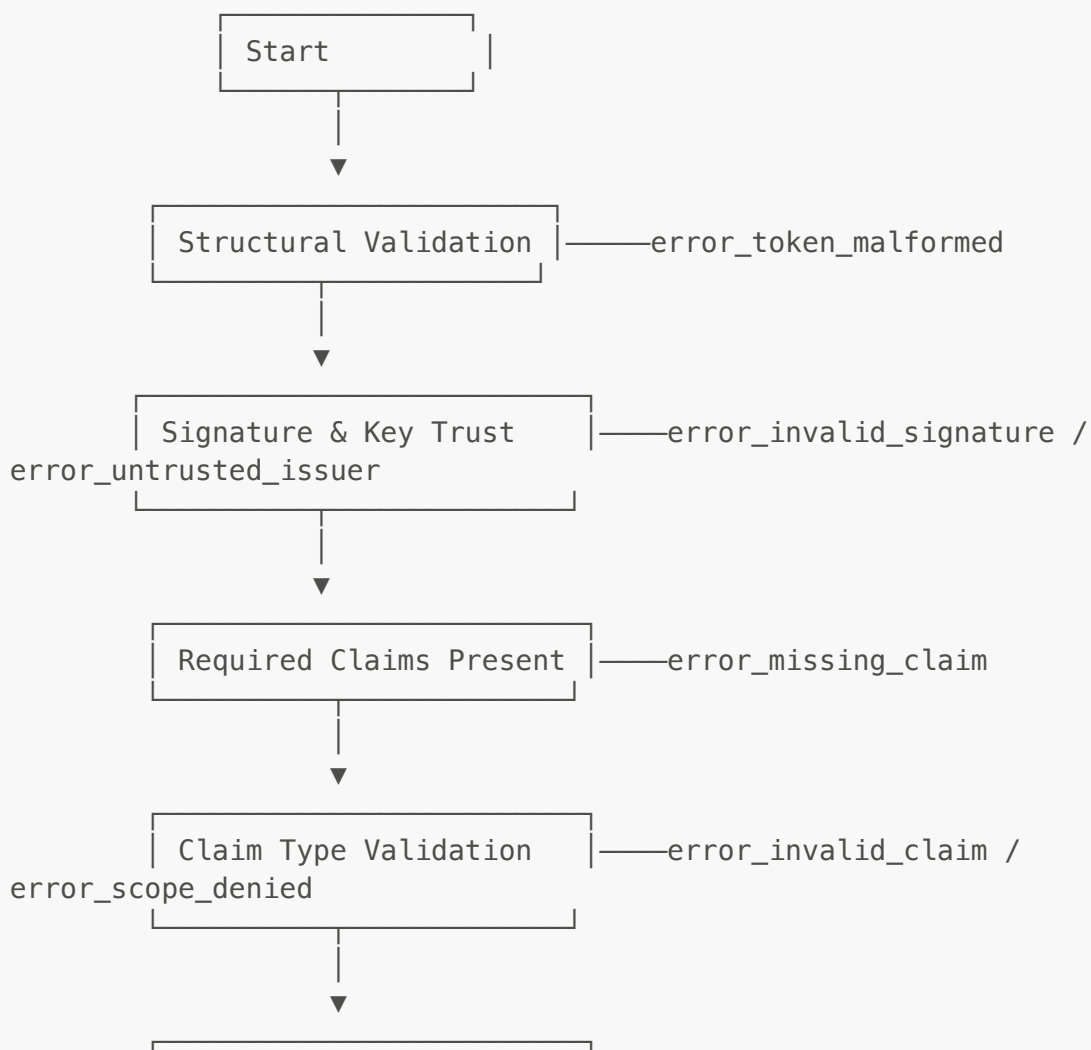 Start
Structural Validation error_token_malformed
Signature & Key Trust error_invalid_signature /
error_untrusted_issuer
Required Claims Present error_missing_claim
Claim Type Validation error_invalid_claim /
error_scope_denied